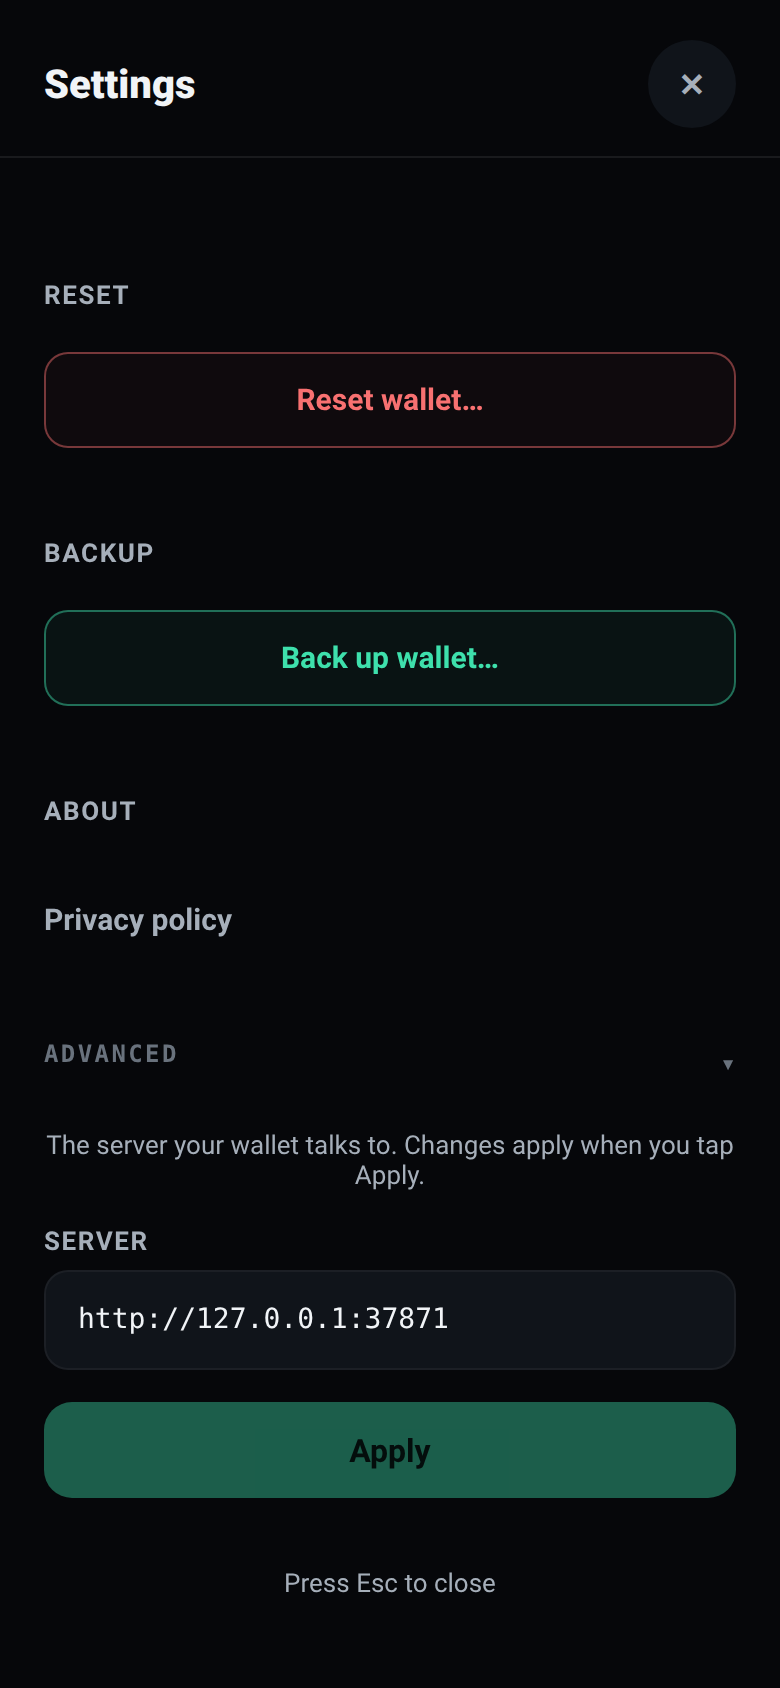 Settings
✕
RESET
Reset wallet…
BACKUP
Back up wallet…
ABOUT
Privacy policy
ADVANCED
▼
The server your wallet talks to. Changes apply when you tap
Apply.
SERVER
http://127.0.0.1:37871
Apply
Press Esc to close